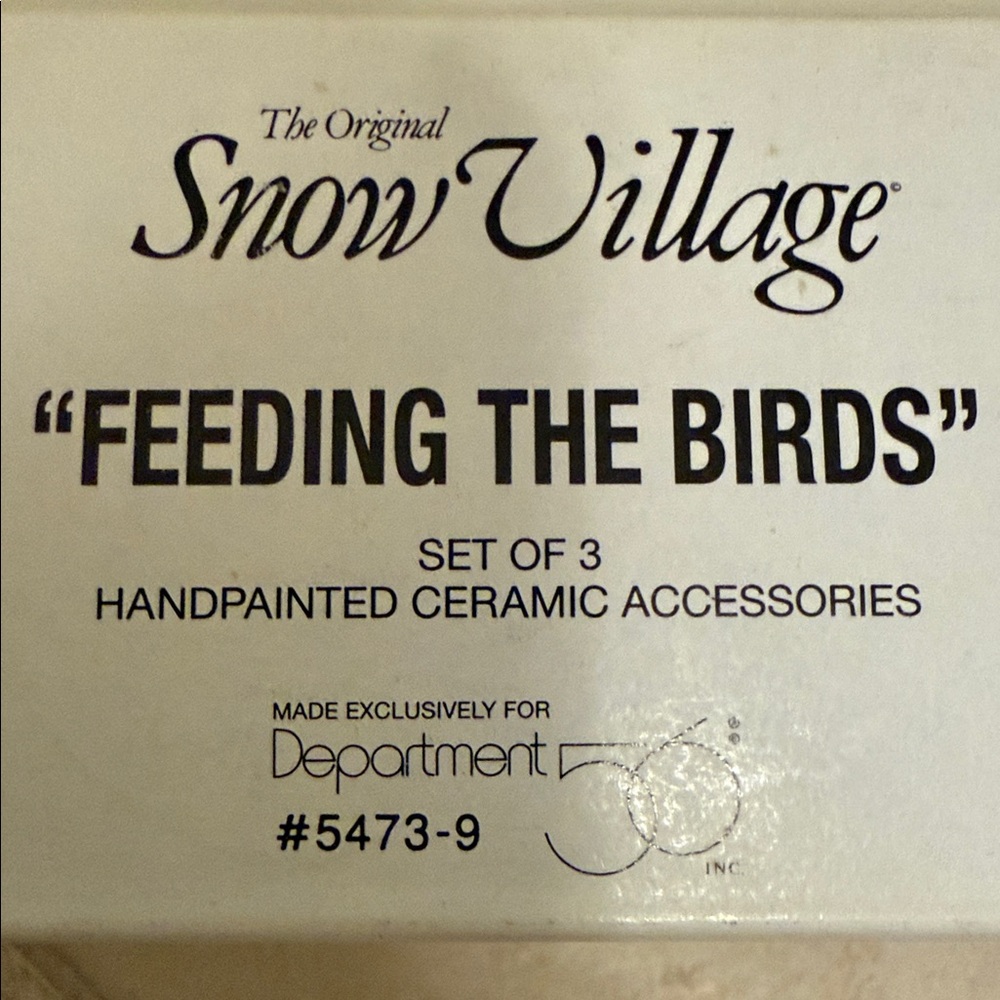 The Original
Snow Village®
“FEEDING THE BIRDS”
SET OF 3
HANDPAINTED CERAMIC ACCESSORIES
MADE EXCLUSIVELY FOR
Department 56
#5473-9
INC.